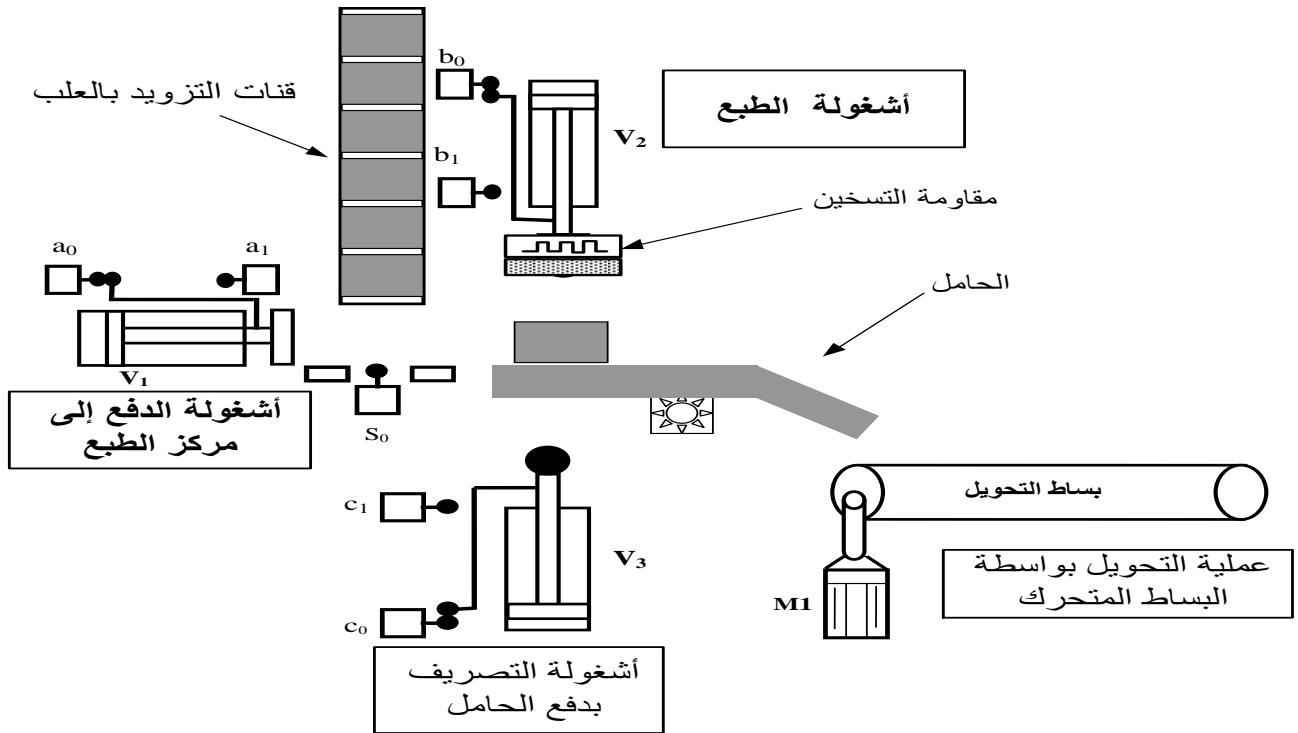 b₀
أشغولة الطبع
قنات التزويد بالعلب
V₂
b₁
مقاومة التسخين
a₀
a₁
الحامل
V₁
أشغولة الدفع إلى
مركز الطبع
S₀
بساط التحويل
c₁
V₃
عملية التحويل بواسطة
البساط المتحرك
M1
c₀
أشغولة التصريف
بدفع الحامل